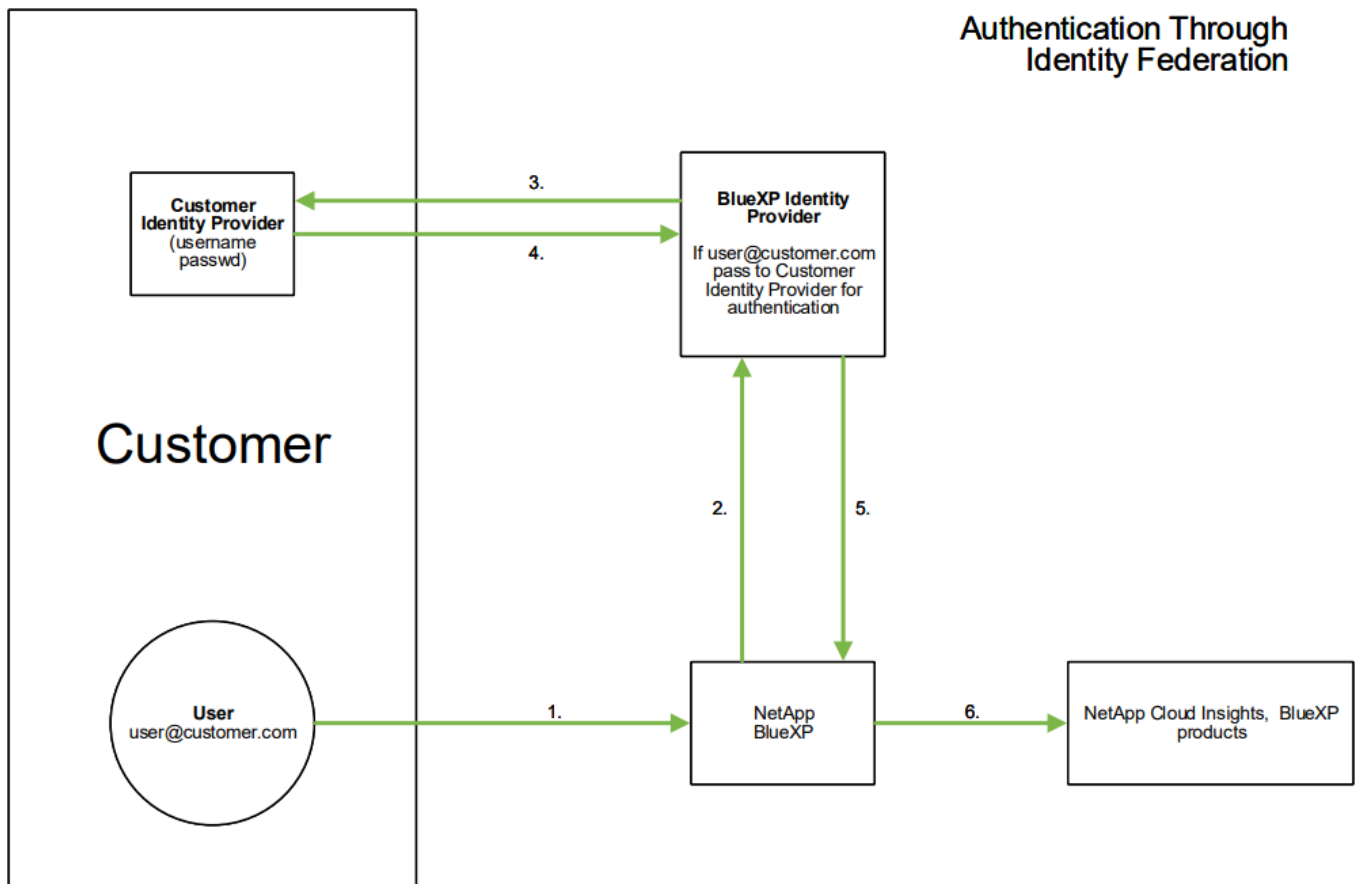 Authentication Through
Identity Federation
3.
Customer
Identity Provider
(username
passwd)
BlueXP Identity
Provider
If user@customer.com
pass to Customer
Identity Provider for
authentication
4.
Customer
2.
5.
User
user@customer.com
1.
NetApp
BlueXP
6.
NetApp Cloud Insights, BlueXP
products